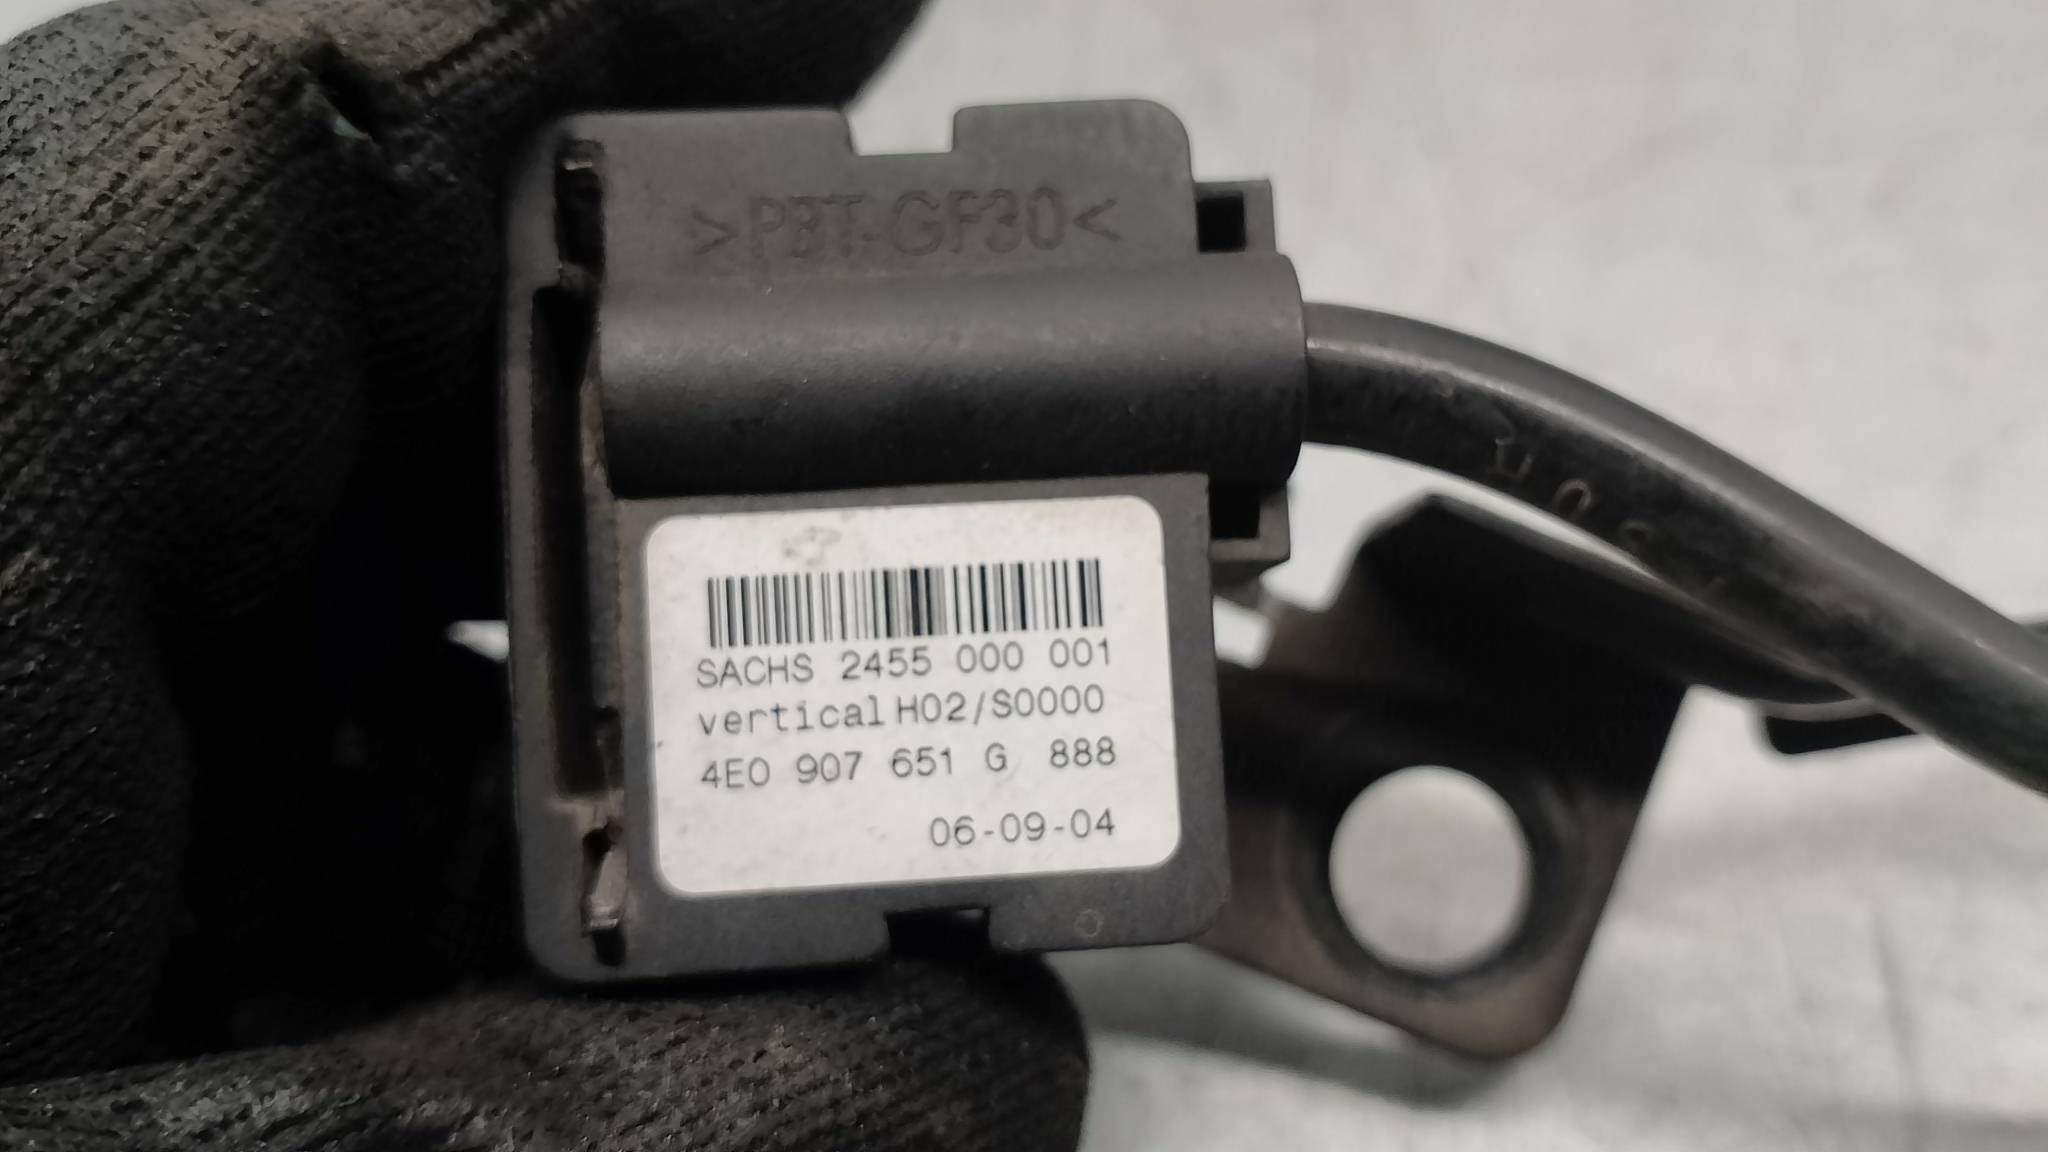 >PBT-GF30<
SACHS 2455 000 001
vertical H02/S0000
4E0 907 651 G 888
06-09-04